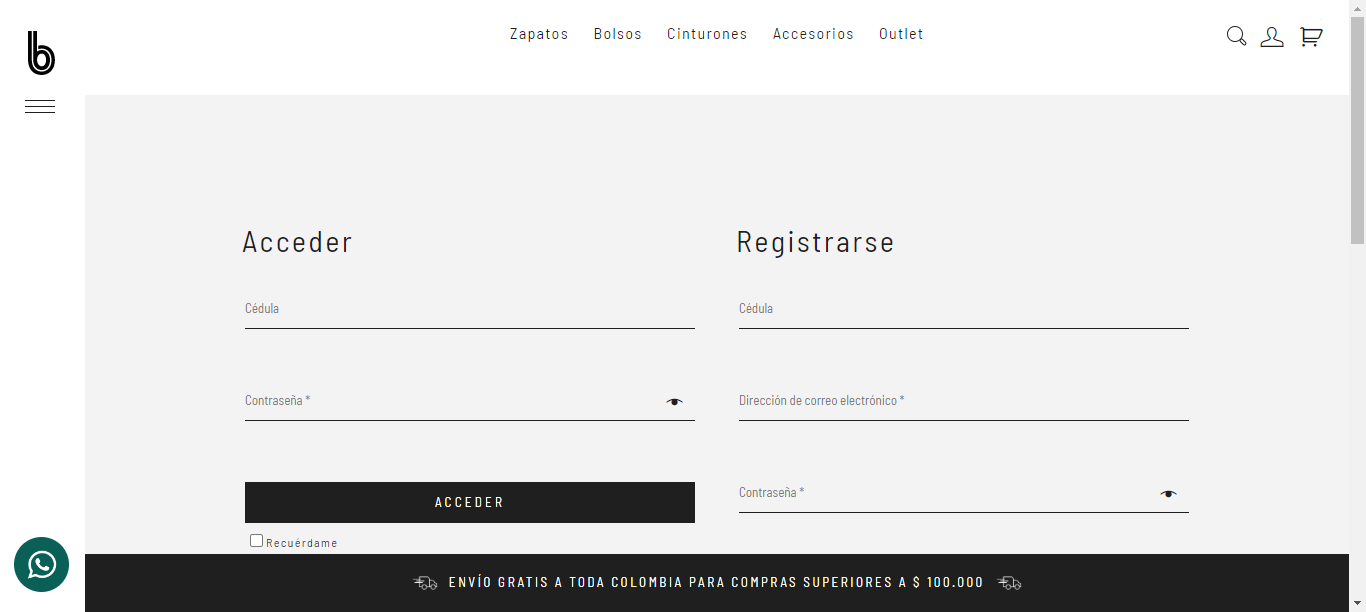 b
Zapatos Bolsos Cinturones Accesorios Outlet
Acceder
Cédula
Contraseña *
ACCEDER
Recuérdame
Registrarse
Cédula
Dirección de correo electrónico *
Contraseña *
ENVÍO GRATIS A TODA COLOMBIA PARA COMPRAS SUPERIORES A $ 100.000